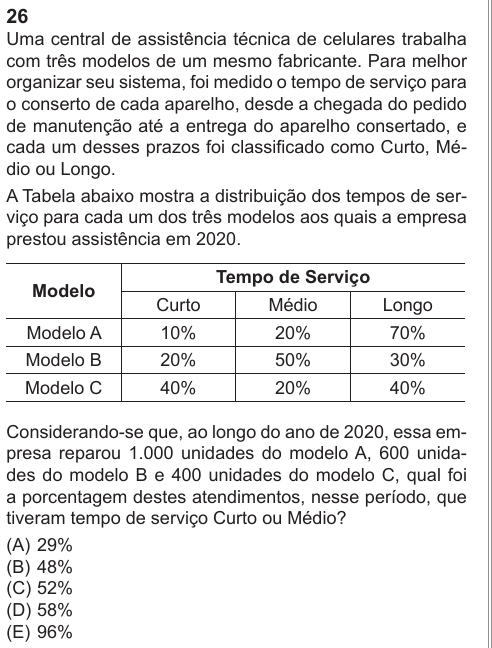 26
Uma central de assistência técnica de celulares trabalha
com três modelos de um mesmo fabricante. Para melhor
organizar seu sistema, foi medido o tempo de serviço para
o conserto de cada aparelho, desde a chegada do pedido
de manutenção até a entrega do aparelho consertado, e
cada um desses prazos foi classificado como Curto, Mé-
dio ou Longo.
A Tabela abaixo mostra a distribuição dos tempos de ser-
viço para cada um dos três modelos aos quais a empresa
prestou assistência em 2020.
Modelo Tempo de Serviço
Curto Médio Longo
Modelo A 10% 20% 70%
Modelo B 20% 50% 30%
Modelo C 40% 20% 40%
Considerando-se que, ao longo do ano de 2020, essa em-
presa reparou 1.000 unidades do modelo A, 600 unida-
des do modelo B e 400 unidades do modelo C, qual foi
a porcentagem destes atendimentos, nesse período, que
tiveram tempo de serviço Curto ou Médio?
(A) 29%
(B) 48%
(C) 52%
(D) 58%
(E) 96%